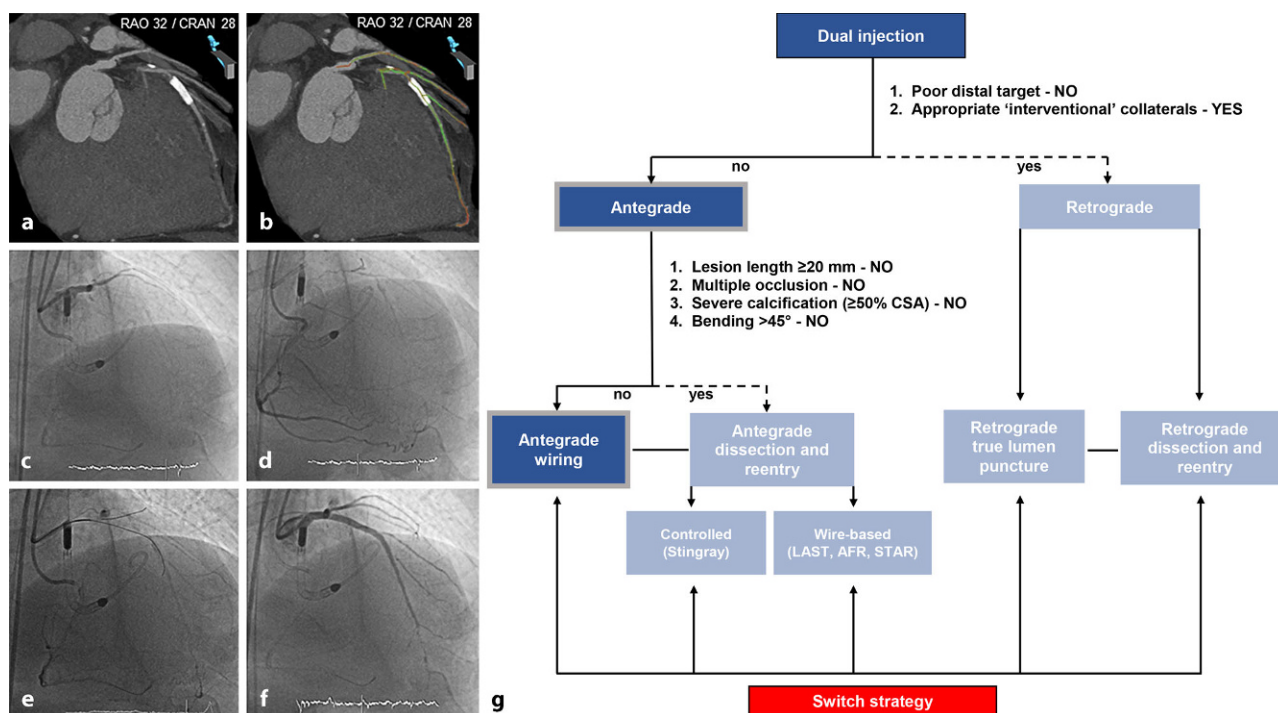 RAO 32 / CRAN 28
RAO 32 / CRAN 28
a
b
c
d
e
f
Dual injection
1. Poor distal target - NO
2. Appropriate ‘interventional’ collaterals - YES
no
yes
Antegrade
Retrograde
1. Lesion length ≥20 mm - NO
2. Multiple occlusion - NO
3. Severe calcification (≥50% CSA) - NO
4. Bending >45° - NO
no
yes
Antegrade
wiring
Antegrade
dissection and
reentry
Retrograde
true lumen
puncture
Retrograde
dissection and
reentry
Controlled
(Stingray)
Wire-based
(LAST, AFR, STAR)
g
Switch strategy